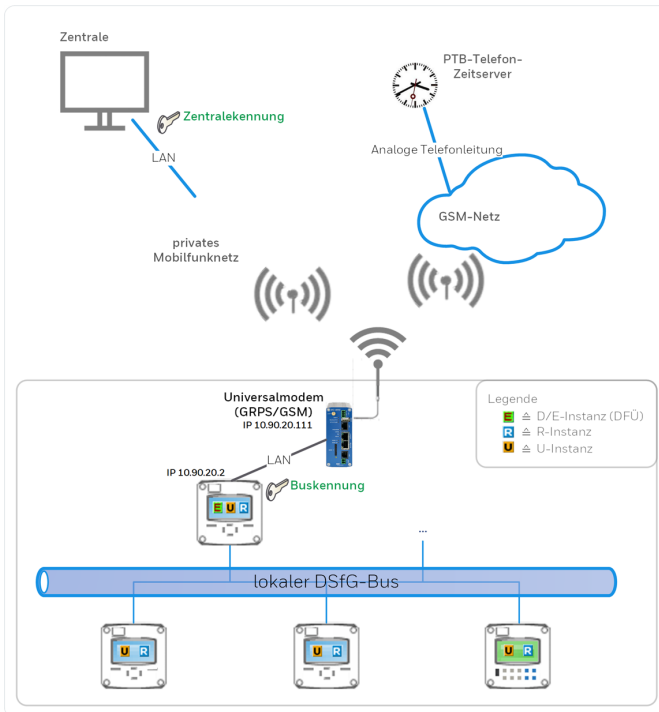 Zentrale
PTB-Telefon-
Zeitserver
Zentralekennung
LAN
Analoge Telefonleitung
GSM-Netz
privates
Mobilfunknetz
Universalmodem
(GRPS/GSM)
IP 10.90.20.111
Legende
E ≙ D/E-Instanz (DFÜ)
R ≙ R-Instanz
U ≙ U-Instanz
LAN
IP 10.90.20.2
Buskennung
E U R
...
lokaler DSfG-Bus
U R
U R
U R